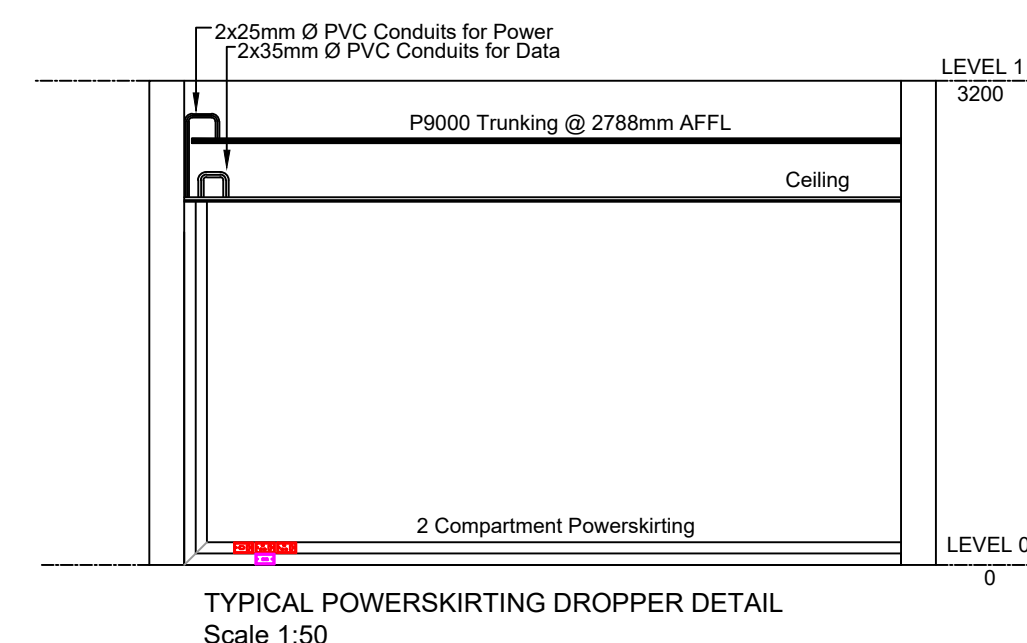 2x25mm Ø PVC Conduits for Power
2x35mm Ø PVC Conduits for Data
LEVEL 1
3200
P9000 Trunking @ 2788mm AFFL
Ceiling
2 Compartment Powerskirting
LEVEL 0
0
TYPICAL POWERSKIRTING DROPPER DETAIL
Scale 1:50